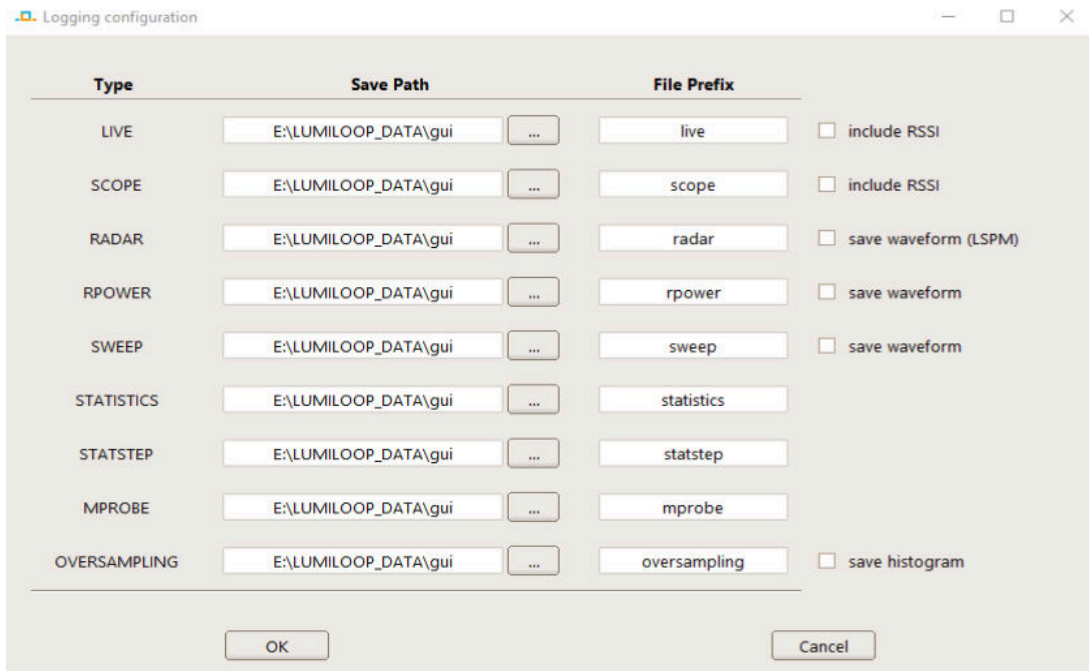 Logging configuration
Type Save Path File Prefix
LIVE E:\LUMILOOP_DATA\gui ... live include RSSI
SCOPE E:\LUMILOOP_DATA\gui ... scope include RSSI
RADAR E:\LUMILOOP_DATA\gui ... radar save waveform (LSPM)
RPOWER E:\LUMILOOP_DATA\gui ... rpower save waveform
SWEEP E:\LUMILOOP_DATA\gui ... sweep save waveform
STATISTICS E:\LUMILOOP_DATA\gui ... statistics
STATSTEP E:\LUMILOOP_DATA\gui ... statstep
MPROBE E:\LUMILOOP_DATA\gui ... mprobe
OVERSAMPLING E:\LUMILOOP_DATA\gui ... oversampling save histogram
OK Cancel